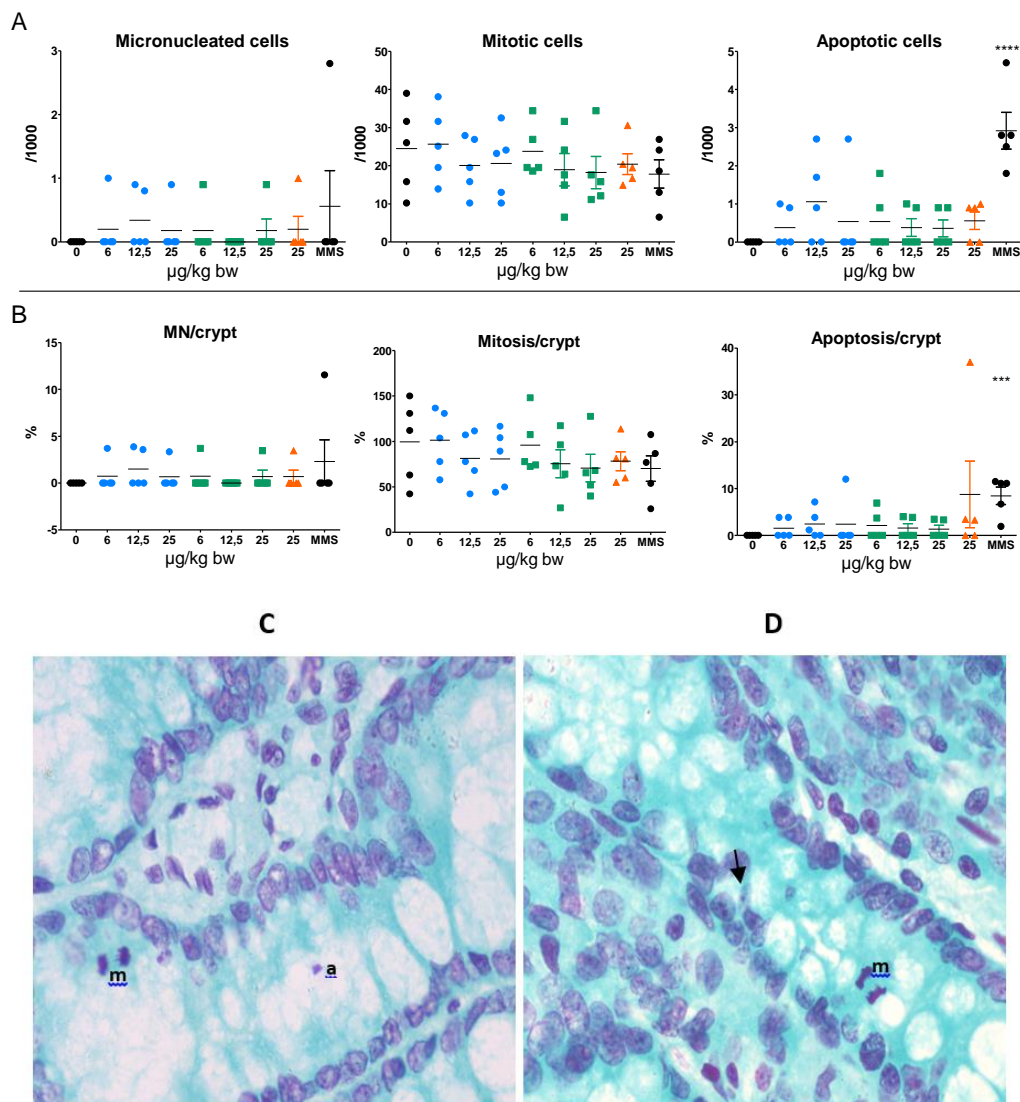 A
Micronucleated cells
/1000
3
2
1
0
0 6 12,5 25 6 12,5 25 25 MMS
µg/kg bw
Mitotic cells
/1000
50
40
30
20
10
0
0 6 12,5 25 6 12,5 25 25 MMS
µg/kg bw
Apoptotic cells
****
/1000
5
4
3
2
1
0
0 6 12,5 25 6 12,5 25 25 MMS
µg/kg bw
B
MN/crypt
%
15
10
5
0
-5
0 6 12,5 25 6 12,5 25 25 MMS
µg/kg bw
Mitosis/crypt
%
200
150
100
50
0
0 6 12,5 25 6 12,5 25 25 MMS
µg/kg bw
Apoptosis/crypt
***
%
40
30
20
10
0
0 6 12,5 25 6 12,5 25 25 MMS
µg/kg bw
C
D
m
a
m